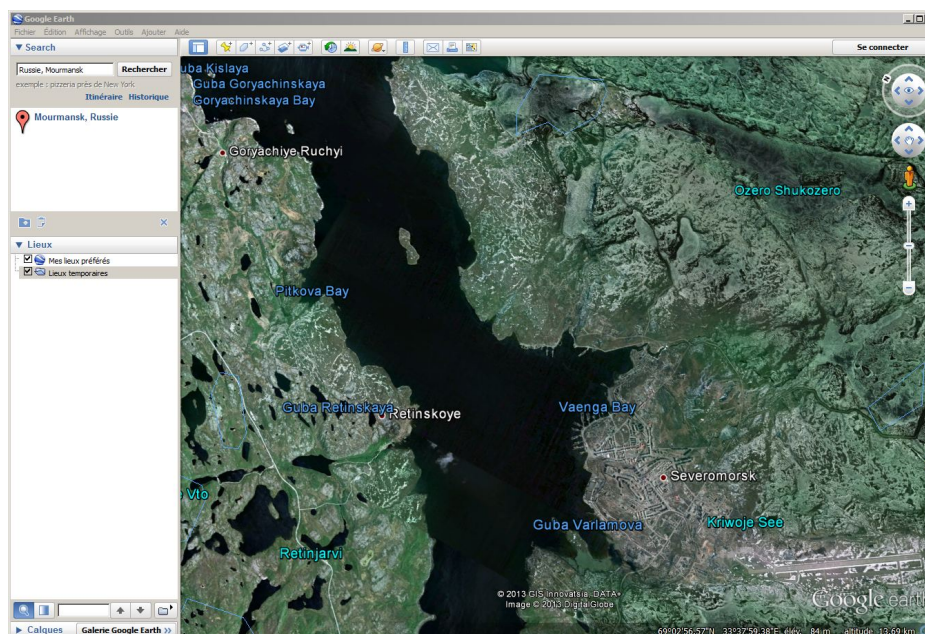 Google Earth
Fichier Édition Affichage Outils Ajouter Aide
Search
Se connecter
Russie, Mourmansk
Rechercher
exemple : pizzeria près de New York
Itinéraire Historique
Mourmansk, Russie
Lieux
Mes lieux préférés
Lieux temporaires
Calques
Galerie Google Earth >>
uba Kislaya
Guba Goryachinskaya
Goryachinskaya Bay
Goryachiye Ruchyi
Ozero Shukozero
Pitkova Bay
Guba Retinskaya
Retinskoye
Vaenga Bay
Severomorsk
e Vto
Guba Varlamova
Kriwoje See
Retinjarvi
© 2013 GIS Innovatsia, DATA+
Image © 2013 DigitalGlobe
Google earth
69°02'56.57"N 33°37'59.38"E élév. 84 m altitude 13.69 km